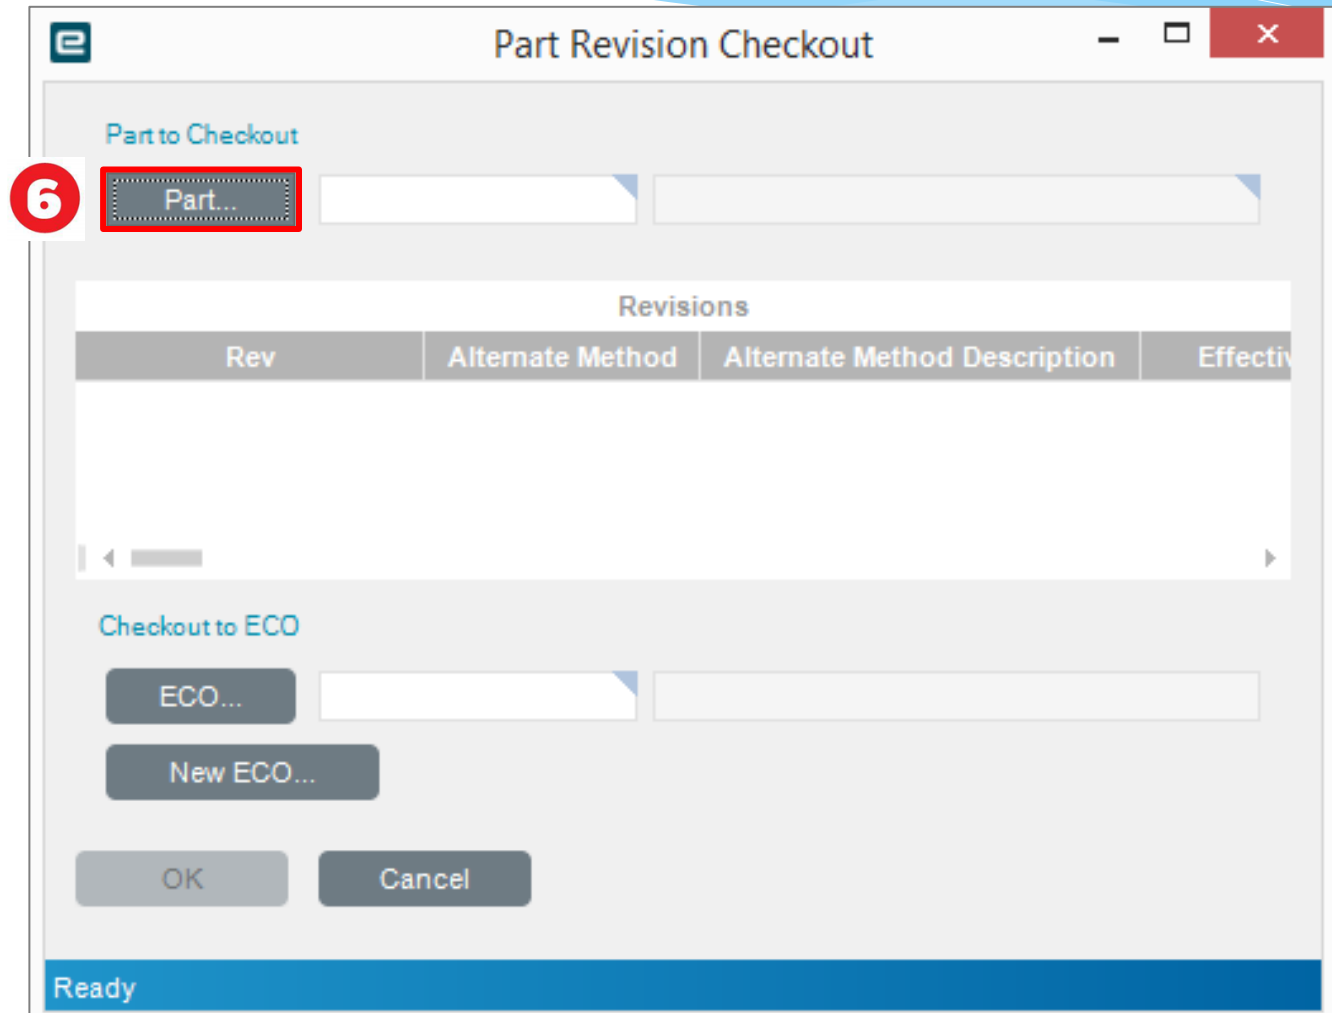 Part Revision Checkout
Part to Checkout
6
Part...
Revisions
Rev Alternate Method Alternate Method Description Effectiv
Checkout to ECO
ECO...
New ECO...
OK Cancel
Ready